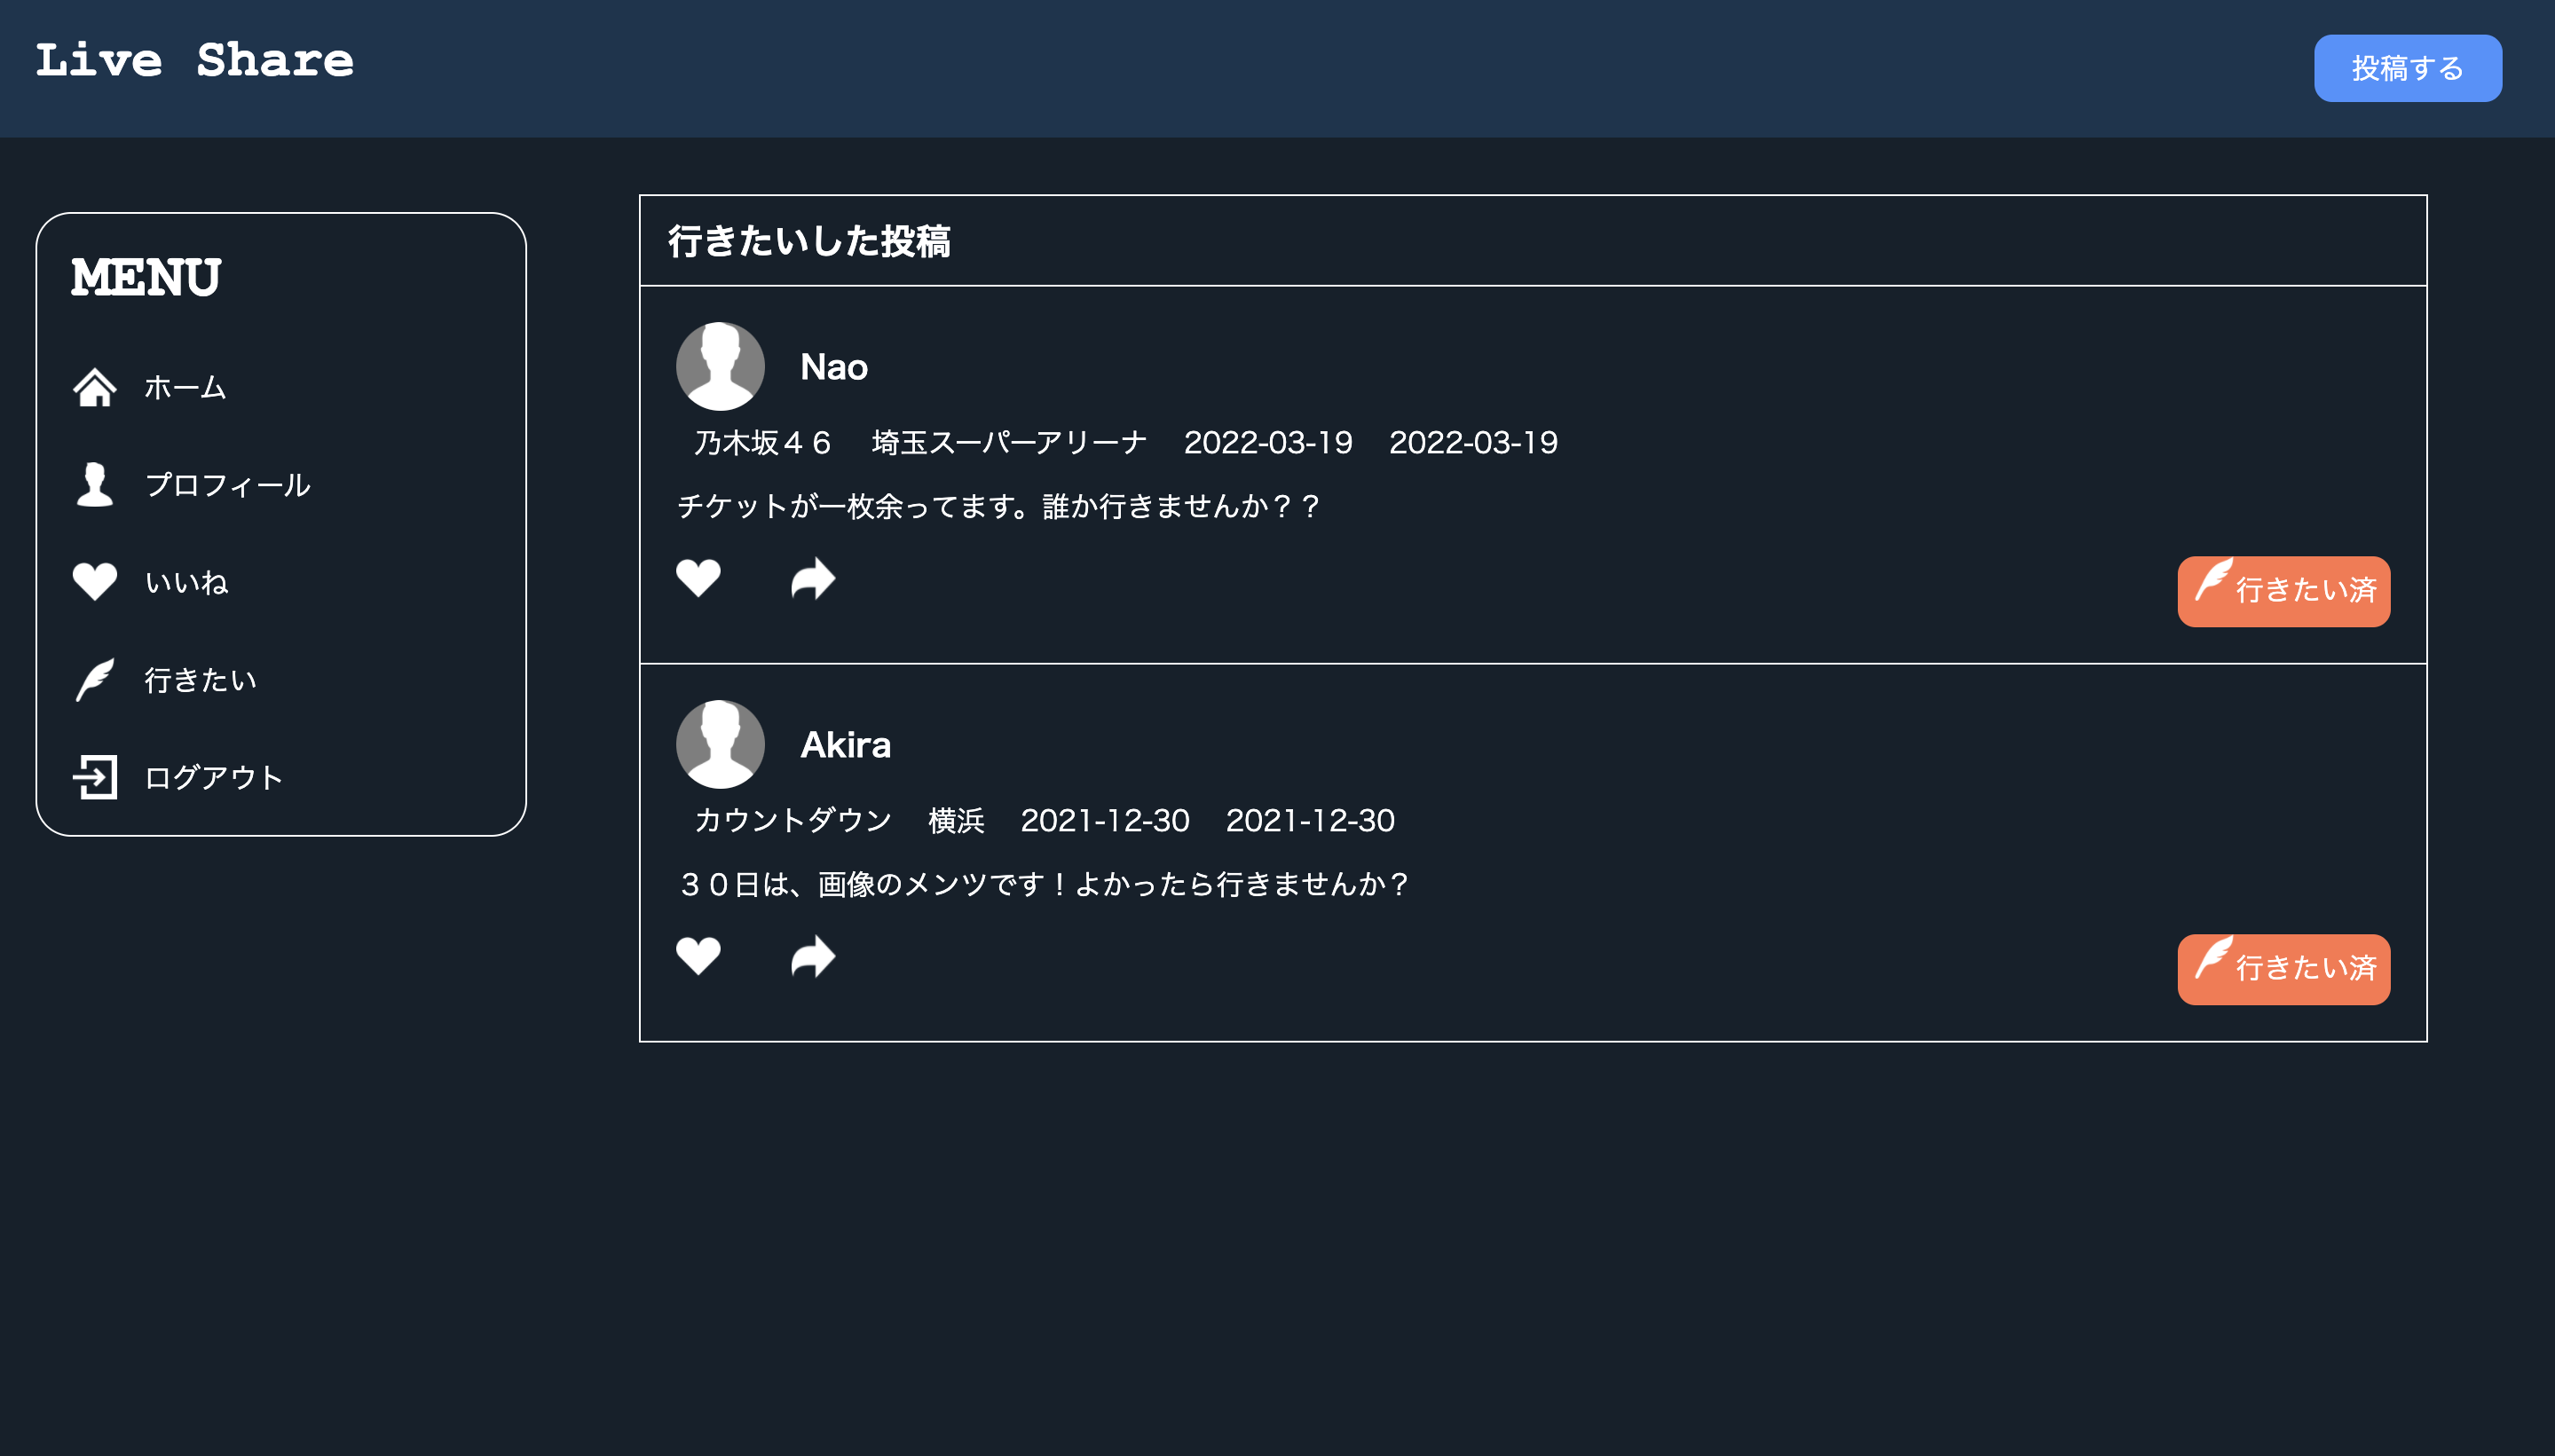 Live Share
投稿する
MENU
ホーム
プロフィール
いいね
行きたい
ログアウト
行きたいした投稿
Nao
乃木坂４６　埼玉スーパーアリーナ　2022-03-19　2022-03-19
チケットが一枚余ってます。誰か行きませんか？？
行きたい済
Akira
カウントダウン　横浜　2021-12-30　2021-12-30
３０日は、画像のメンツです！よかったら行きませんか？
行きたい済